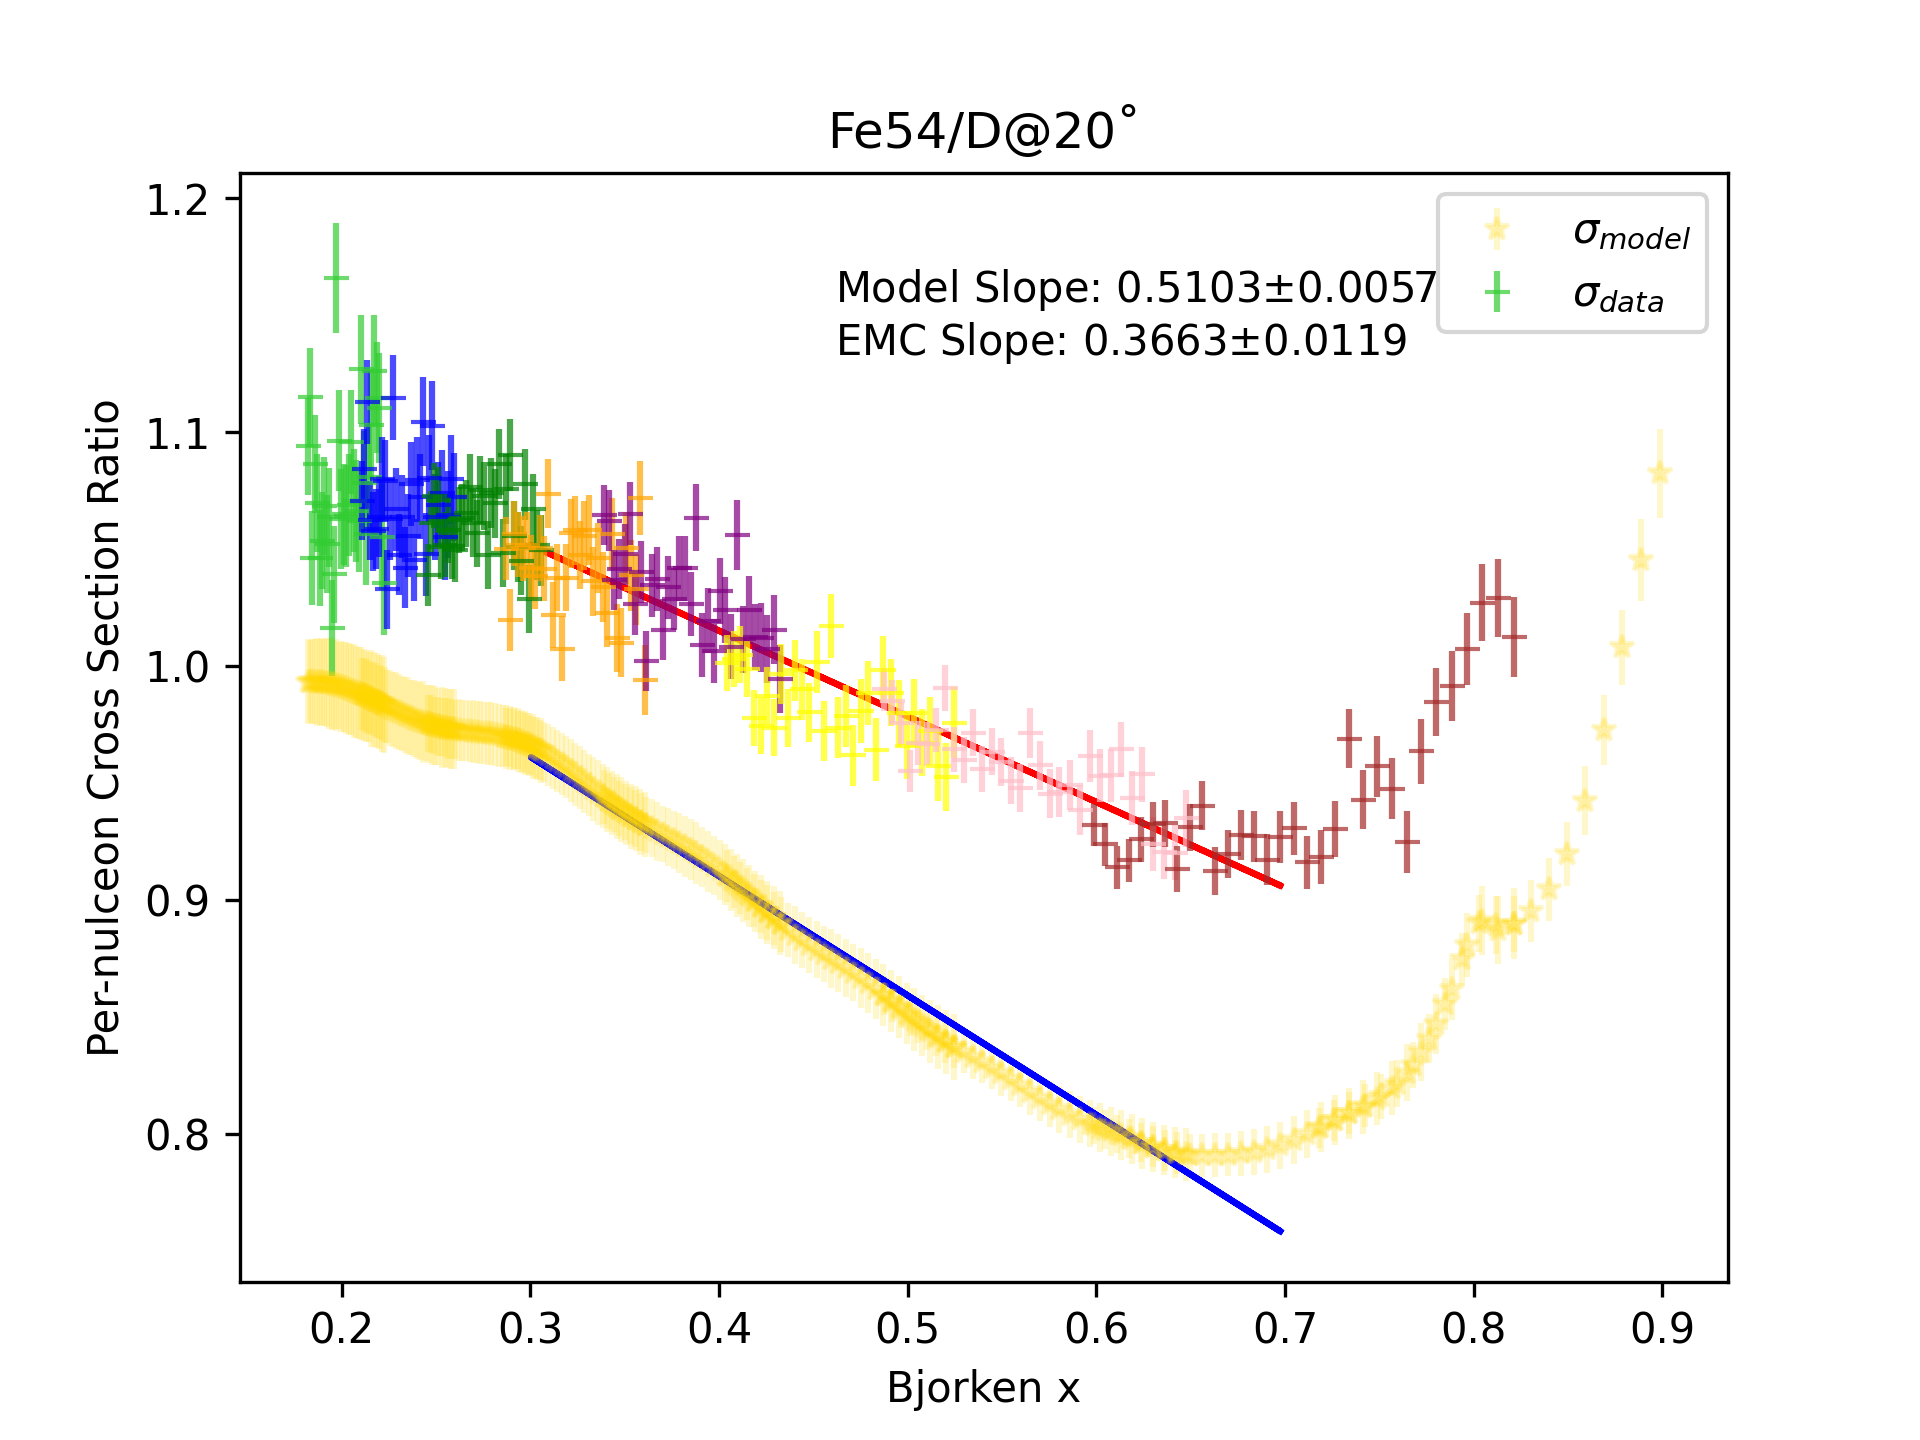 Fe54/D@20˚
1.2
1.1
1.0
0.9
0.8
Per-nulceon Cross Section Ratio
Model Slope: 0.5103±0.0057
EMC Slope: 0.3663±0.0119
σmodel
σdata
0.2 0.3 0.4 0.5 0.6 0.7 0.8 0.9
Bjorken x